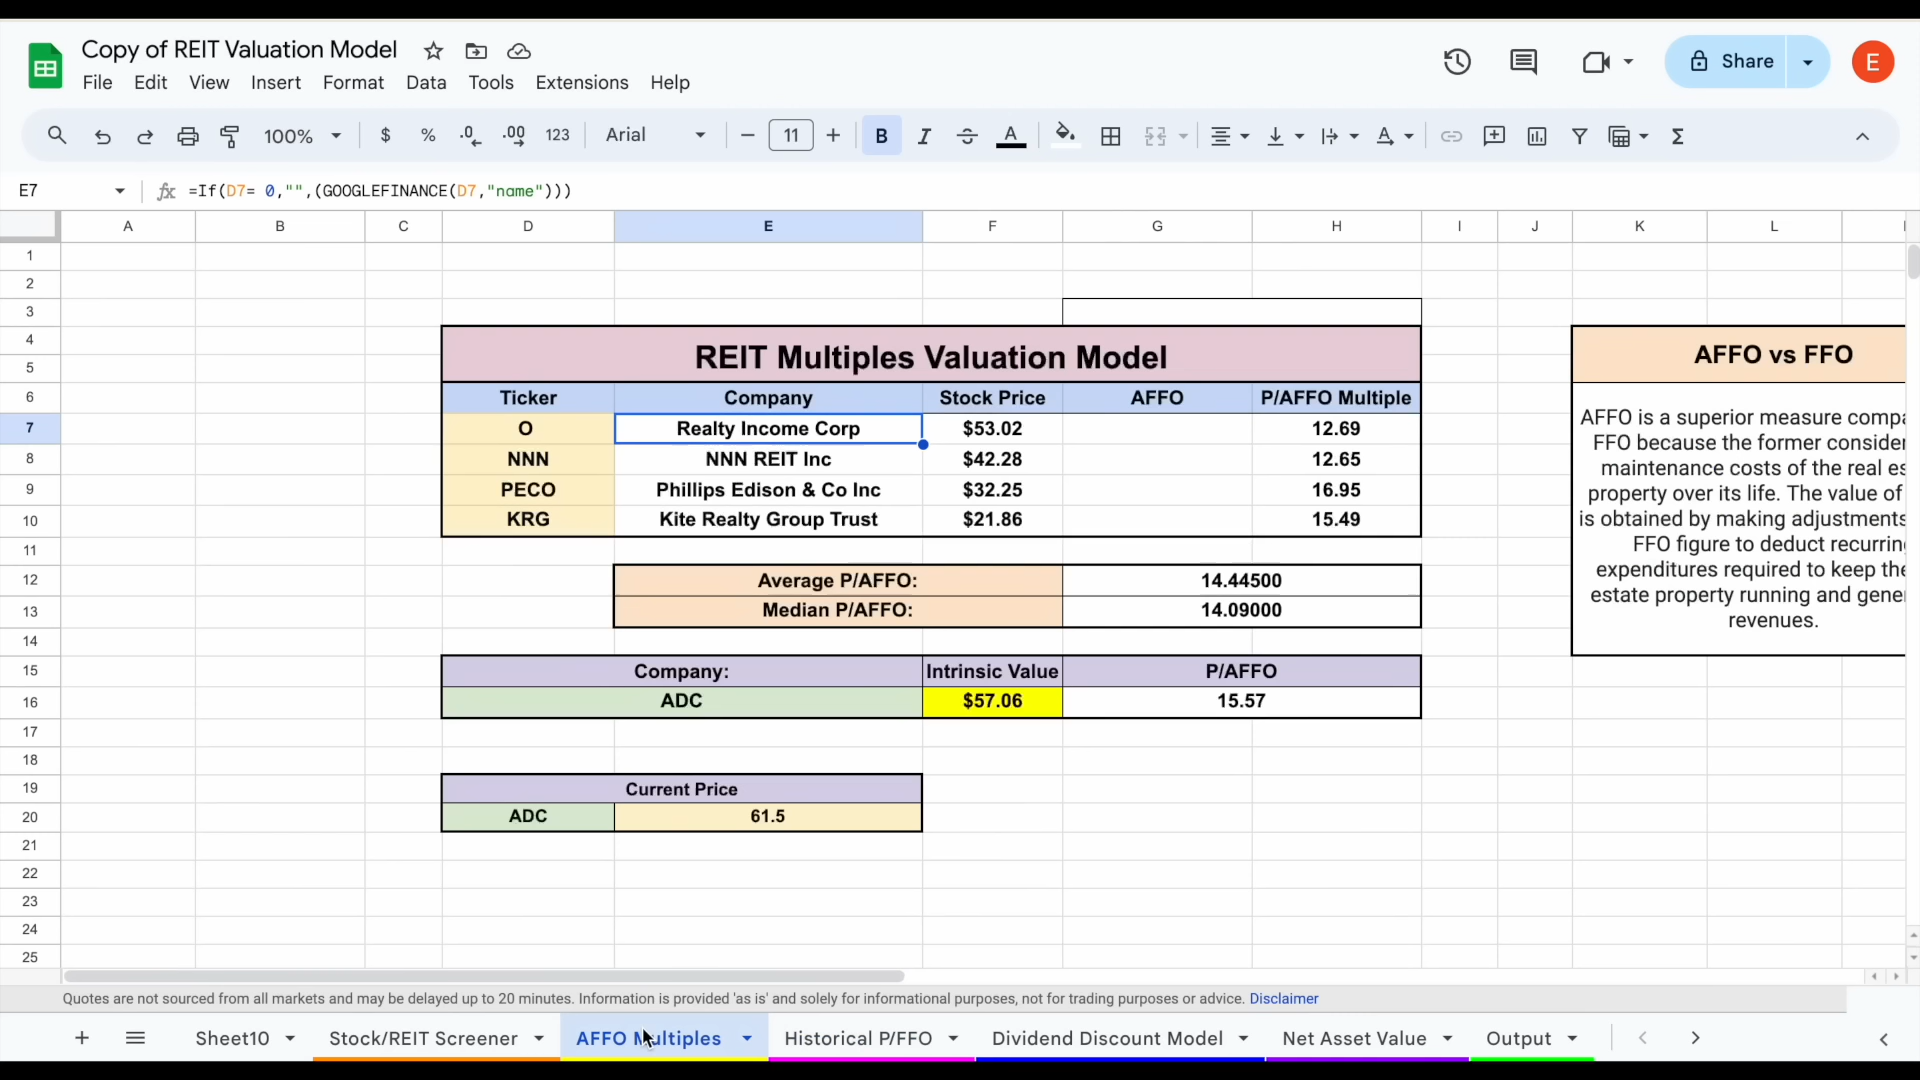 Copy of REIT Valuation Model
File Edit View Insert Format Data Tools Extensions Help
Share
E
100%
$ % .0 .00 123
Arial
11
B I A
E7
fx =If(D7= 0,"",(GOOGLEFINANCE(D7,"name")))
A B C D E F G H I J K L
1
2
3
4
REIT Multiples Valuation Model
AFFO vs FFO
5
6 Ticker Company Stock Price AFFO P/AFFO Multiple
7 O Realty Income Corp $53.02 12.69
8 NNN NNN REIT Inc $42.28 12.65
9 PECO Phillips Edison & Co Inc $32.25 16.95
10 KRG Kite Realty Group Trust $21.86 15.49
AFFO is a superior measure compa
FFO because the former consider
maintenance costs of the real es
property over its life. The value of
is obtained by making adjustments
FFO figure to deduct recurrin
expenditures required to keep the
estate property running and gene
revenues.
11
12 Average P/AFFO: 14.44500
13 Median P/AFFO: 14.09000
14
15 Company: Intrinsic Value P/AFFO
16 ADC $57.06 15.57
17
18
19 Current Price
20 ADC 61.5
21
22
23
24
25
Quotes are not sourced from all markets and may be delayed up to 20 minutes. Information is provided 'as is' and solely for informational purposes, not for trading purposes or advice. Disclaimer
Sheet10 Stock/REIT Screener AFFO Multiples Historical P/FFO Dividend Discount Model Net Asset Value Output